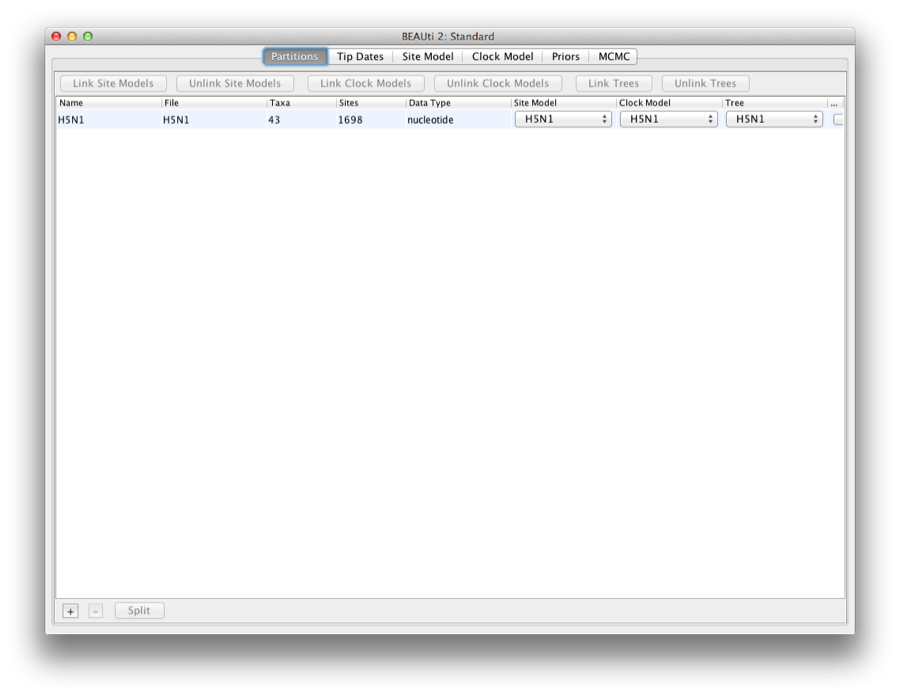 BEAUti 2: Standard
Partitions Tip Dates Site Model Clock Model Priors MCMC
Link Site Models Unlink Site Models Link Clock Models Unlink Clock Models Link Trees Unlink Trees
Name File Taxa Sites Data Type Site Model Clock Model Tree ...
H5N1 H5N1 43 1698 nucleotide H5N1 H5N1 H5N1
+ - Split